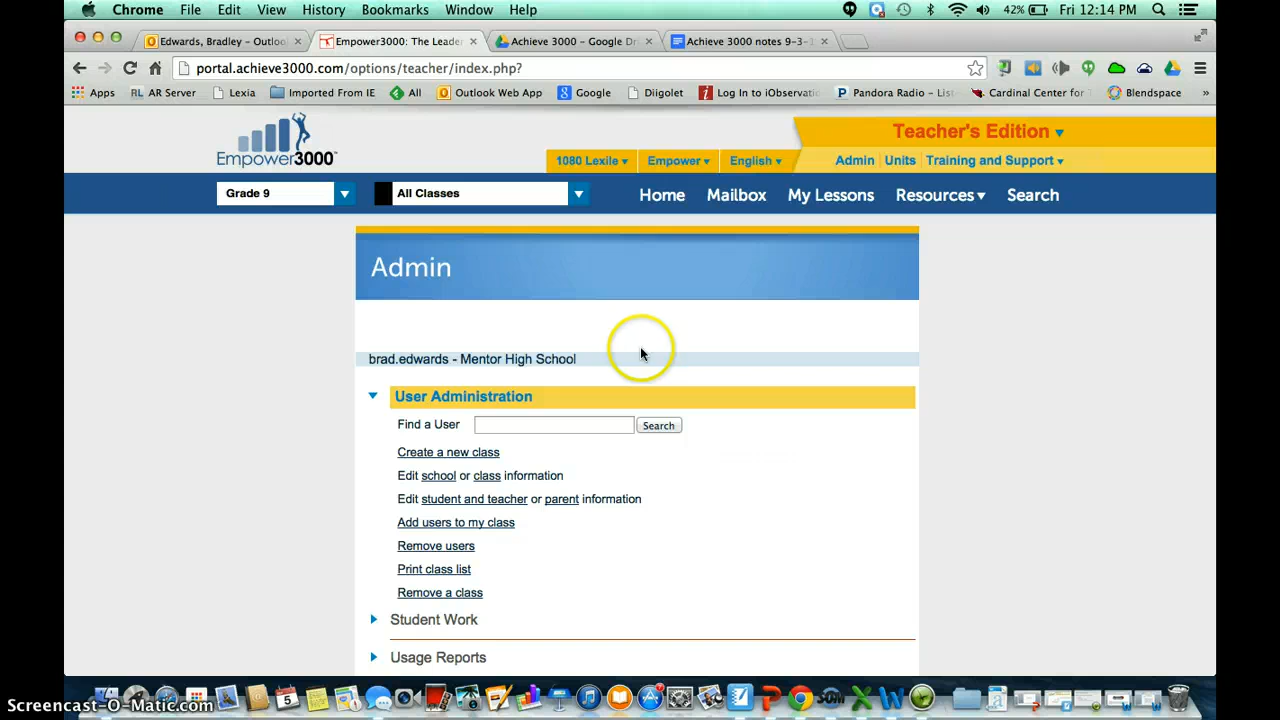 Chrome File Edit View History Bookmarks Window Help 42% Fri 12:14 PM
Edwards, Bradley – Outloo Empower3000: The Leader Achieve 3000 - Google Dri Achieve 3000 notes 9-3-1
portal.achieve3000.com/options/teacher/index.php?
Apps RL AR Server Lexia Imported From IE All Outlook Web App Google Diigolet Log In to iObservati Pandora Radio - List Cardinal Center for T Blendspace »
Teacher's Edition
Empower3000
1080 Lexile Empower English Admin Units Training and Support
Grade 9 All Classes Home Mailbox My Lessons Resources Search
Admin
brad.edwards - Mentor High School
User Administration
Find a User Search
Create a new class
Edit school or class information
Edit student and teacher or parent information
Add users to my class
Remove users
Print class list
Remove a class
Student Work
Usage Reports
Screencast-O-Matic.com